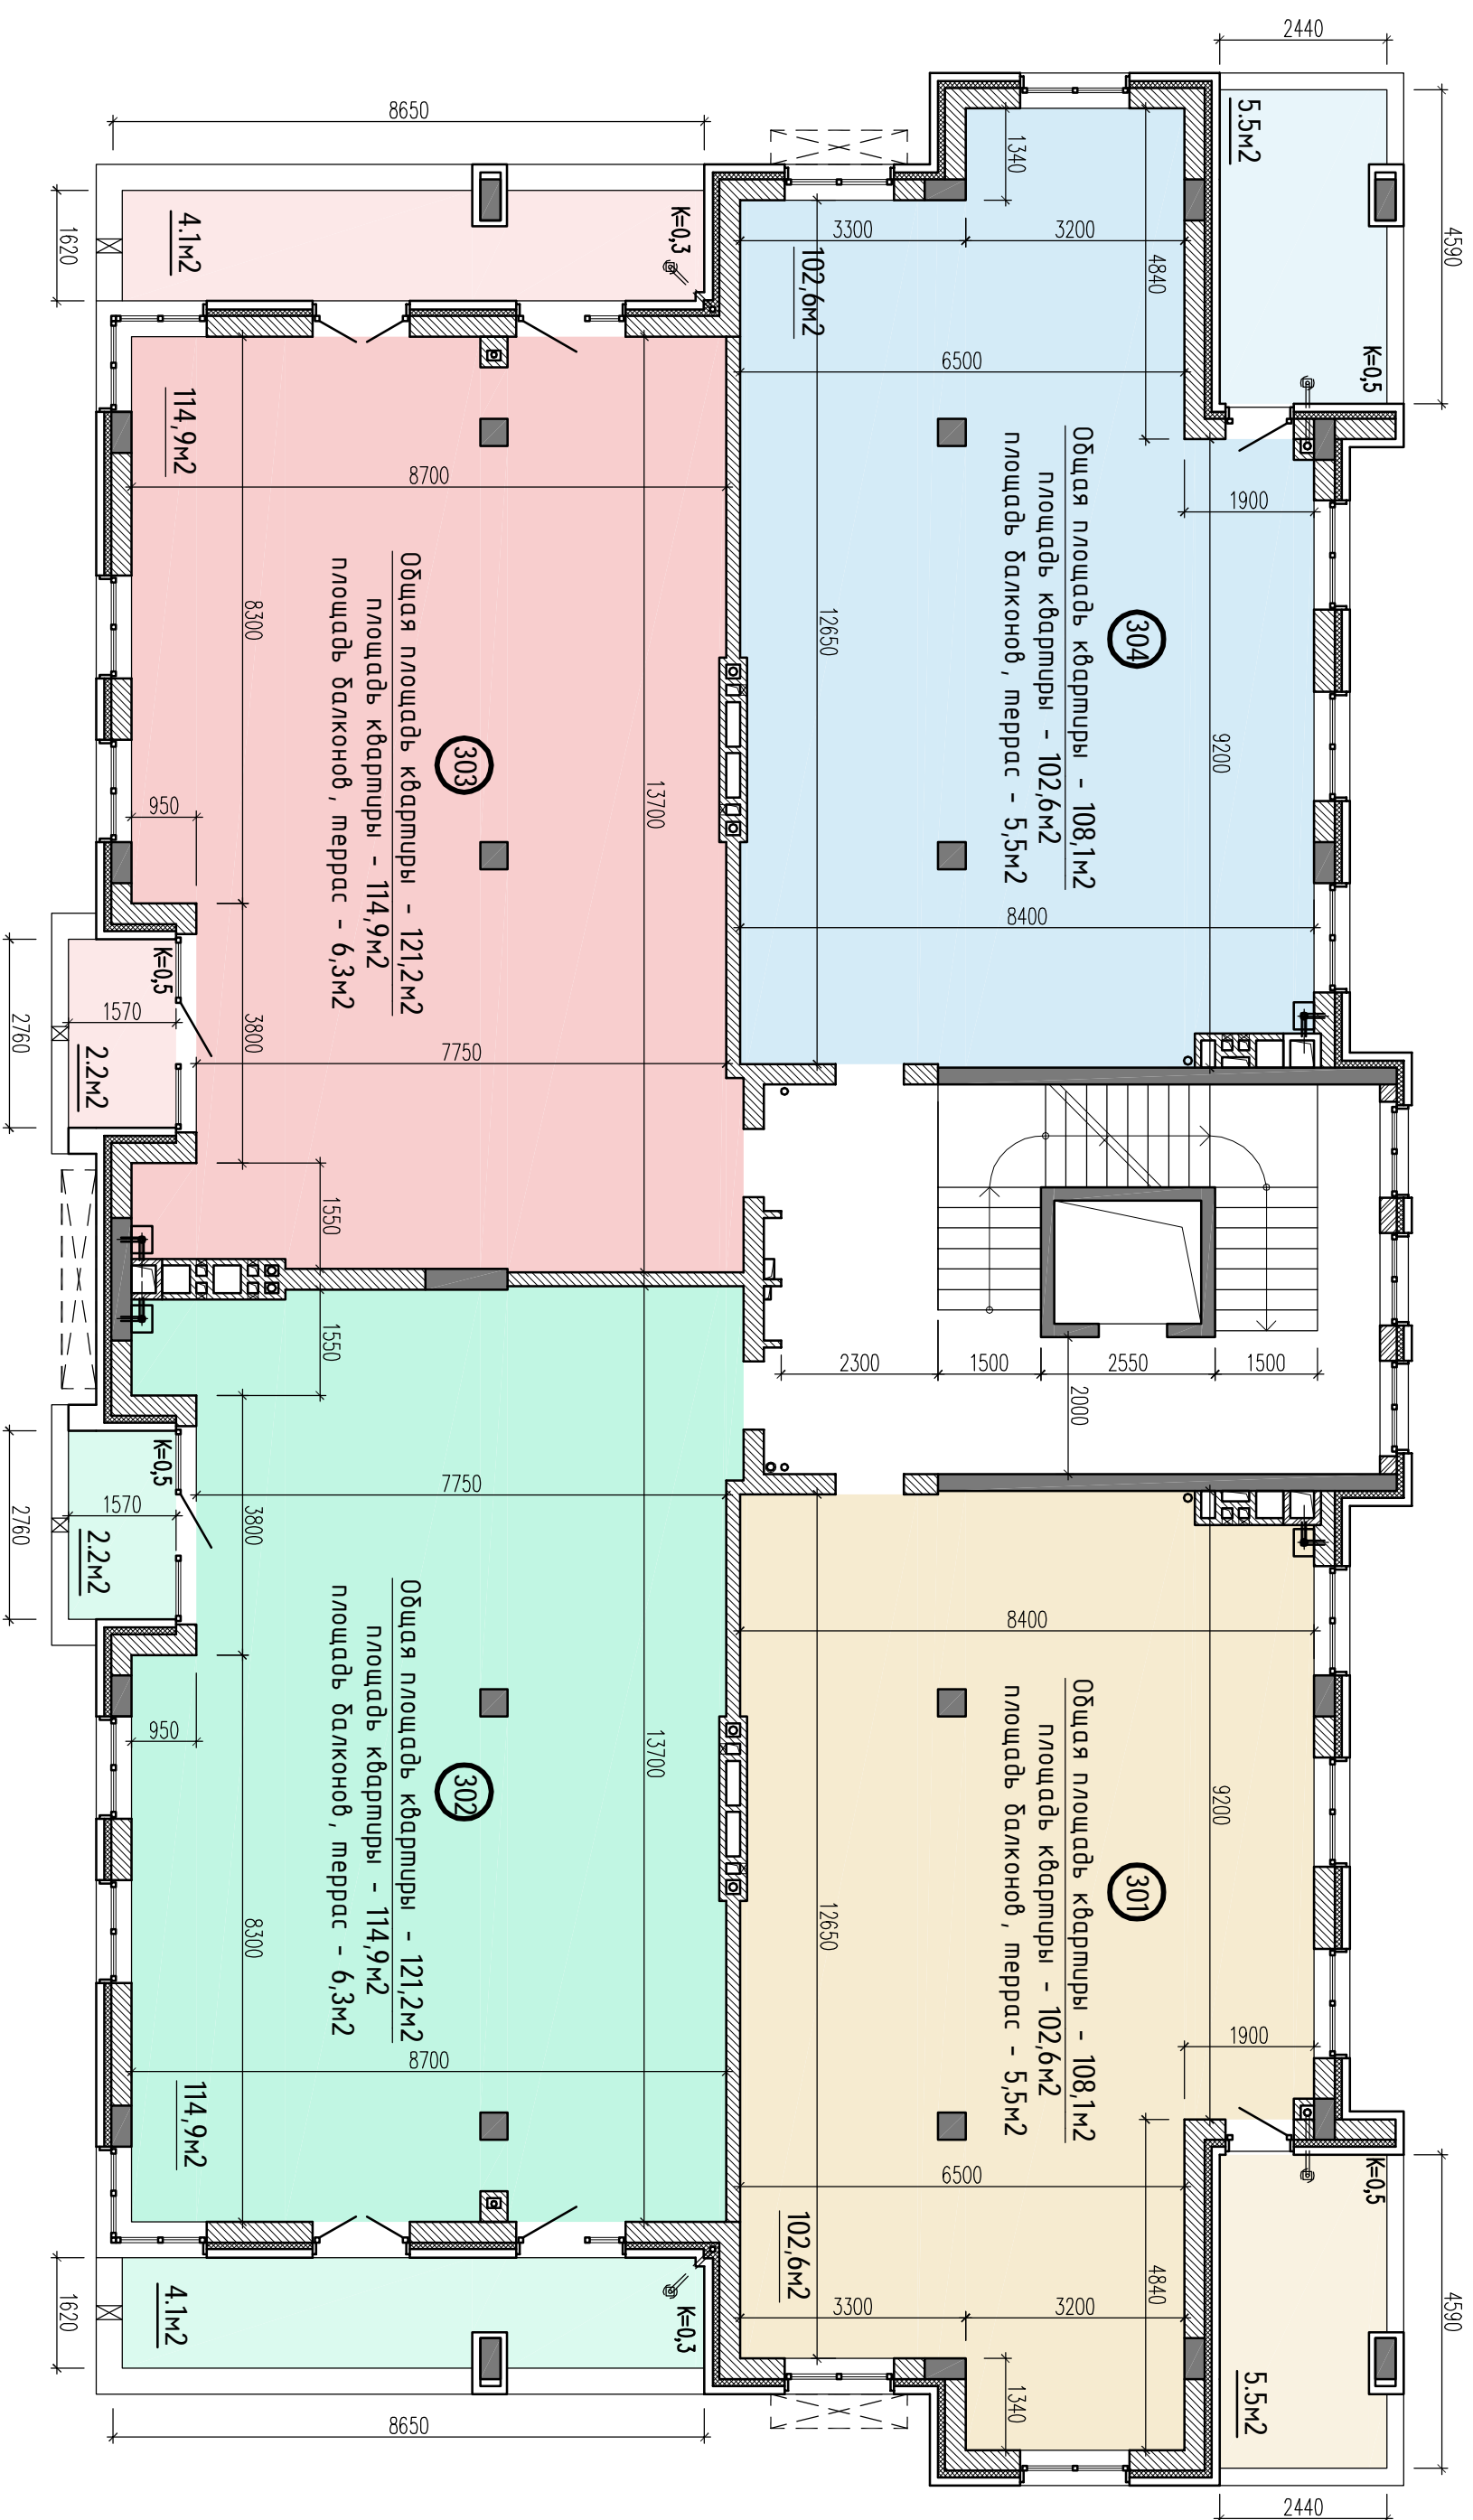 2440
4590
5.5м2
К=0,5
8650
1620
4.1м2
К=0,3
1340
3300
3200
4840
102,6м2
6500
1900
12650
9200
8400
304
Общая площадь квартиры - 108,1м2
площадь квартиры - 102,6м2
площадь балконов, террас - 5,5м2
114,9м2
8700
8300
13700
950
303
Общая площадь квартиры - 121,2м2
площадь квартиры - 114,9м2
площадь балконов, террас - 6,3м2
К=0,5
1570
2760
2.2м2
3800
7750
1550
2300
1500
2550
1500
2000
1550
К=0,5
1570
2760
2.2м2
3800
7750
950
302
Общая площадь квартиры - 121,2м2
площадь квартиры - 114,9м2
площадь балконов, террас - 6,3м2
13700
8300
8700
114,9м2
4.1м2
К=0,3
1620
8650
8400
301
Общая площадь квартиры - 108,1м2
площадь квартиры - 102,6м2
площадь балконов, террас - 5,5м2
9200
12650
1900
6500
102,6м2
3300
3200
4840
1340
К=0,5
5.5м2
4590
2440